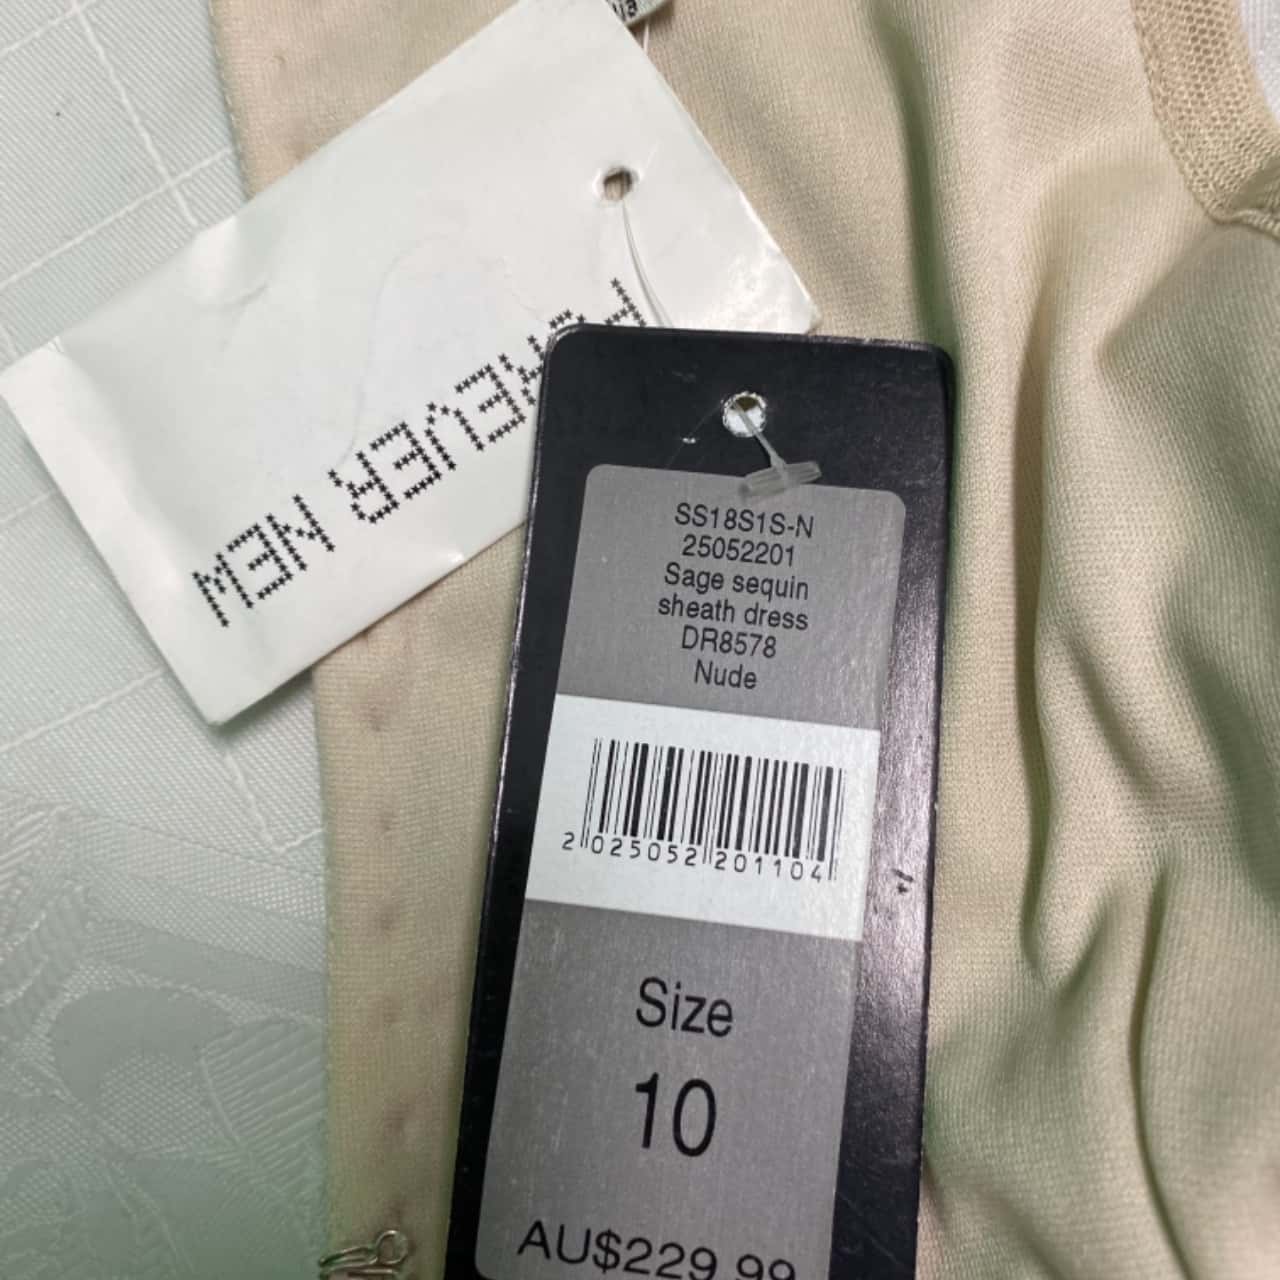 FOREVER NEW
SS18S1S-N
25052201
Sage sequin
sheath dress
DR8578
Nude
2 025052 201104
Size
10
AU$229.99